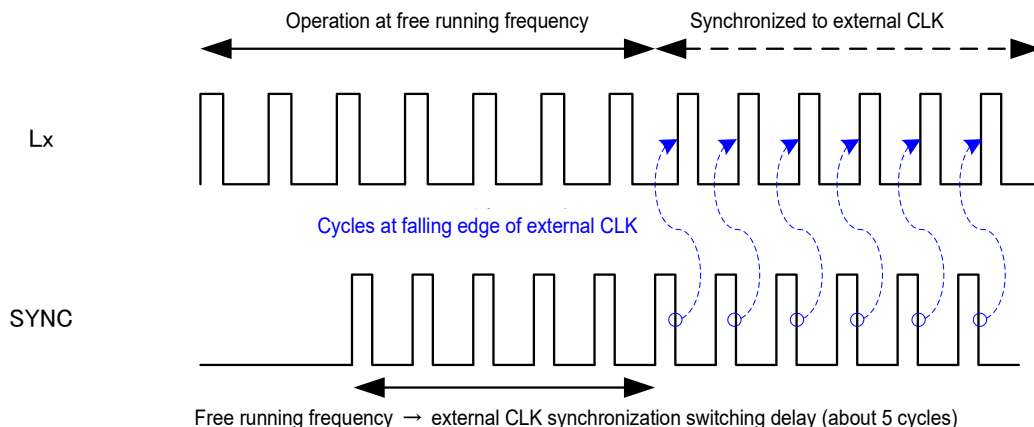 Operation at free running frequency
Synchronized to external CLK
Lx
Cycles at falling edge of external CLK
SYNC
Free running frequency → external CLK synchronization switching delay (about 5 cycles)